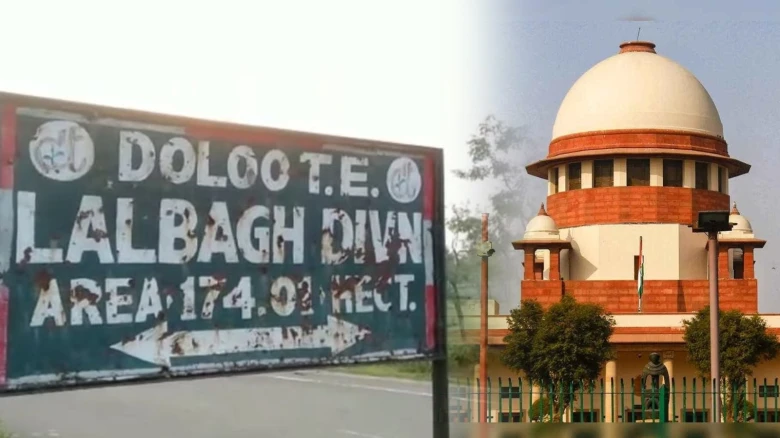 DOLOO T.E.
LALBAGH DIVN
AREA-174.02 HECT.